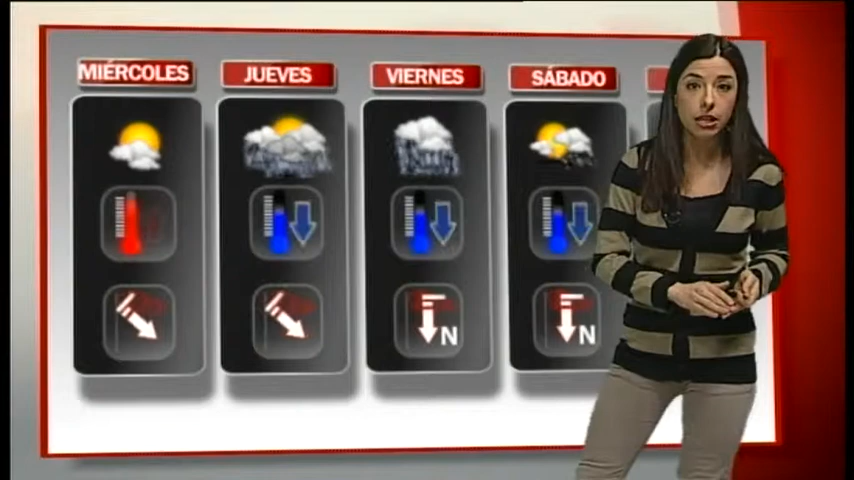 MIÉRCOLES
JUEVES
VIERNES
SÁBADO
N
N